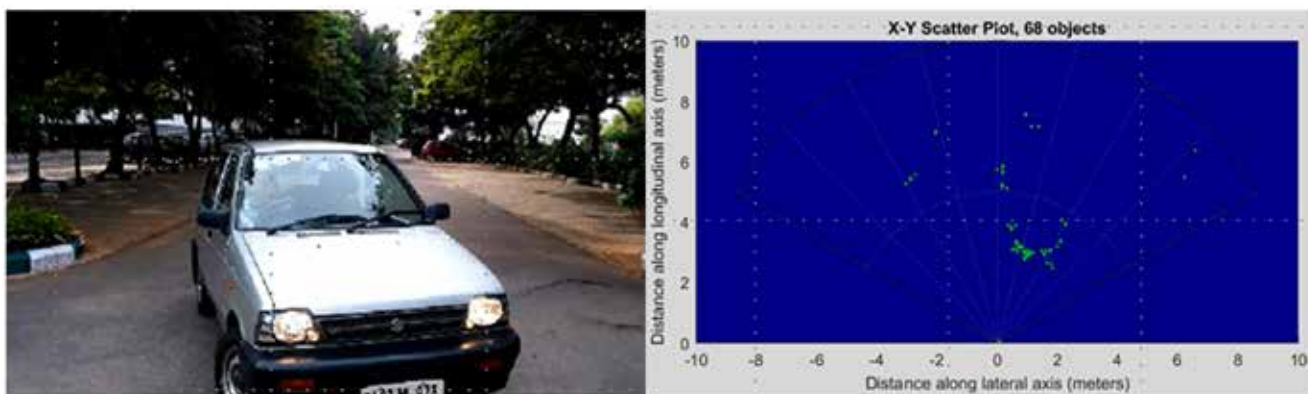 X-Y Scatter Plot, 68 objects
Distance along longitudinal axis (meters)
10
8
6
4
2
0
-10 -8 -6 -4 -2 0 2 4 6 8 10
Distance along lateral axis (meters)